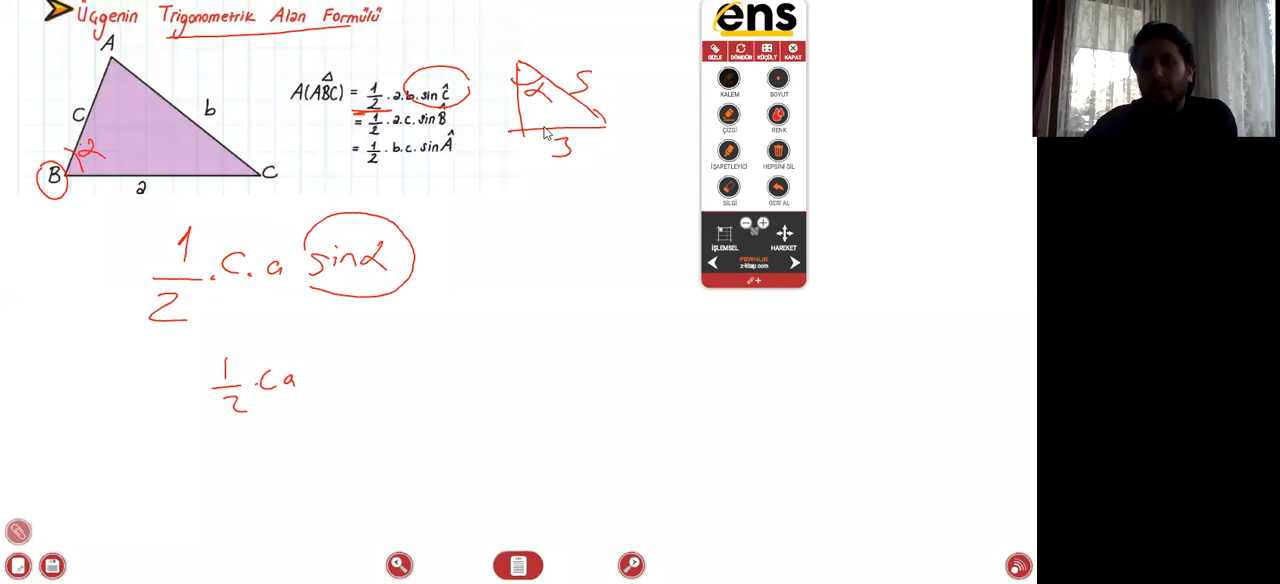 Üçgenin Trigonometrik Alan Formülü
A
c
b
α
B
a
C
A(ABC) = 1/2 . a.b. sin Ĉ
= 1/2 . a.c. sin B̂
= 1/2 . b.c. sin Â
α
5
3
1/2 . c. a sinα
1/2 . c a
ens
GİZLE DÖNDÜR KÜÇÜLT KAPAT
KALEM BOYUT
ÇİZGİ RENK
İŞARETLEYİCİ HEPSİNİ SİL
SİLGİ GERİ AL
İŞLEMSEL HAREKET
FERNUS
z-kitap.com